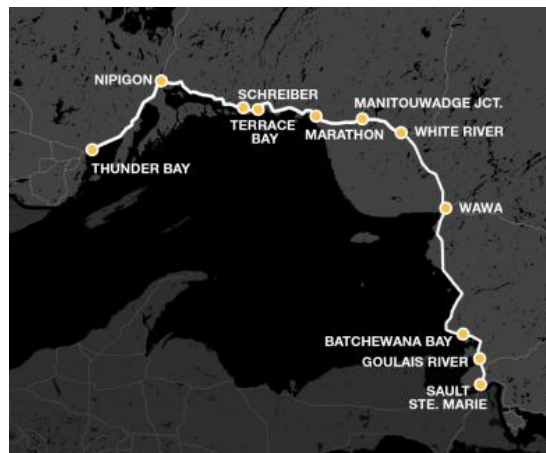 NIPIGON
SCHREIBER
TERRACE
BAY
MANITOUWADGE JCT.
MARATHON
WHITE RIVER
THUNDER BAY
WAWA
BATCHEWANA BAY
GOULAIS RIVER
SAULT
STE. MARIE